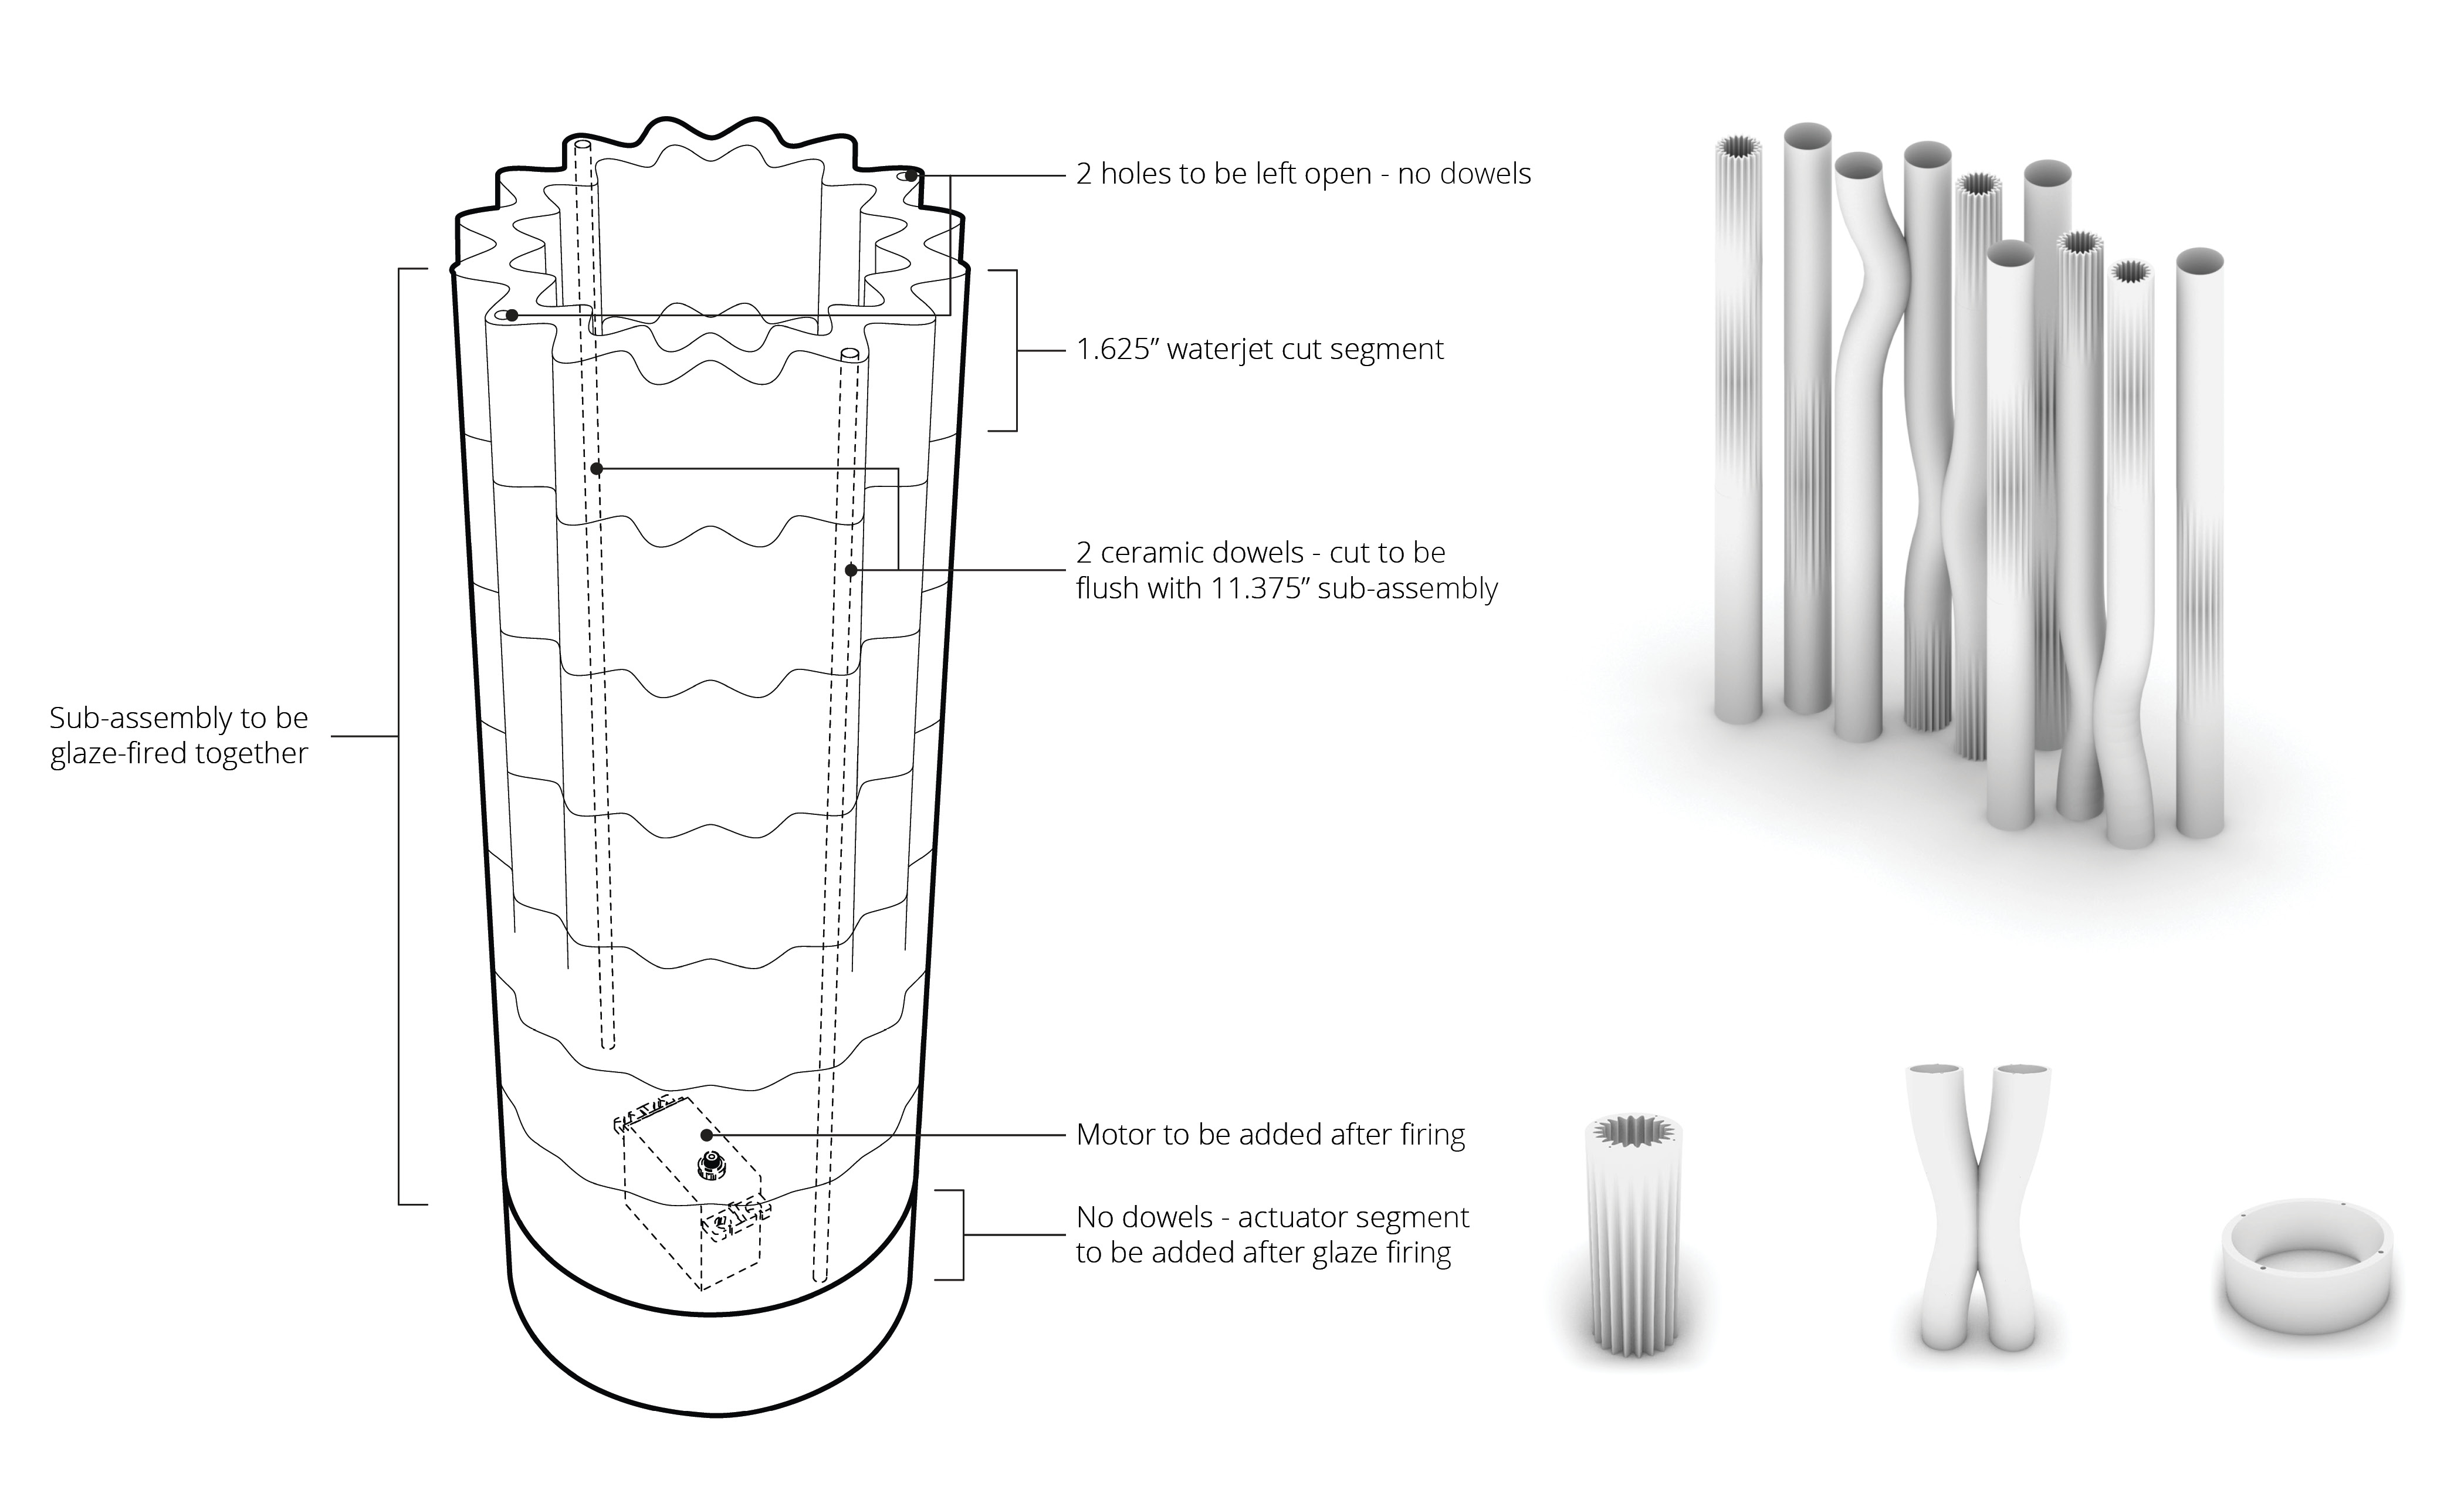 2 holes to be left open - no dowels
1.625” waterjet cut segment
2 ceramic dowels - cut to be
flush with 11.375” sub-assembly
Sub-assembly to be
glaze-fired together
Motor to be added after firing
No dowels - actuator segment
to be added after glaze firing